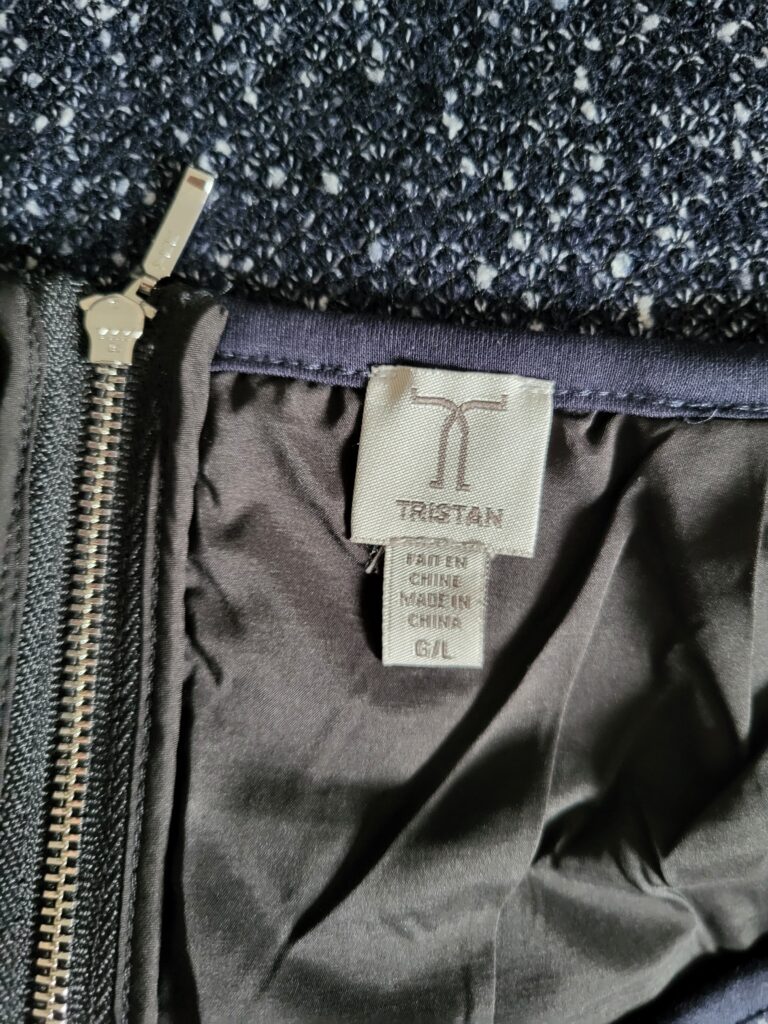 TRISTAN
FAIT EN
CHINE
MADE IN
CHINA
G/L